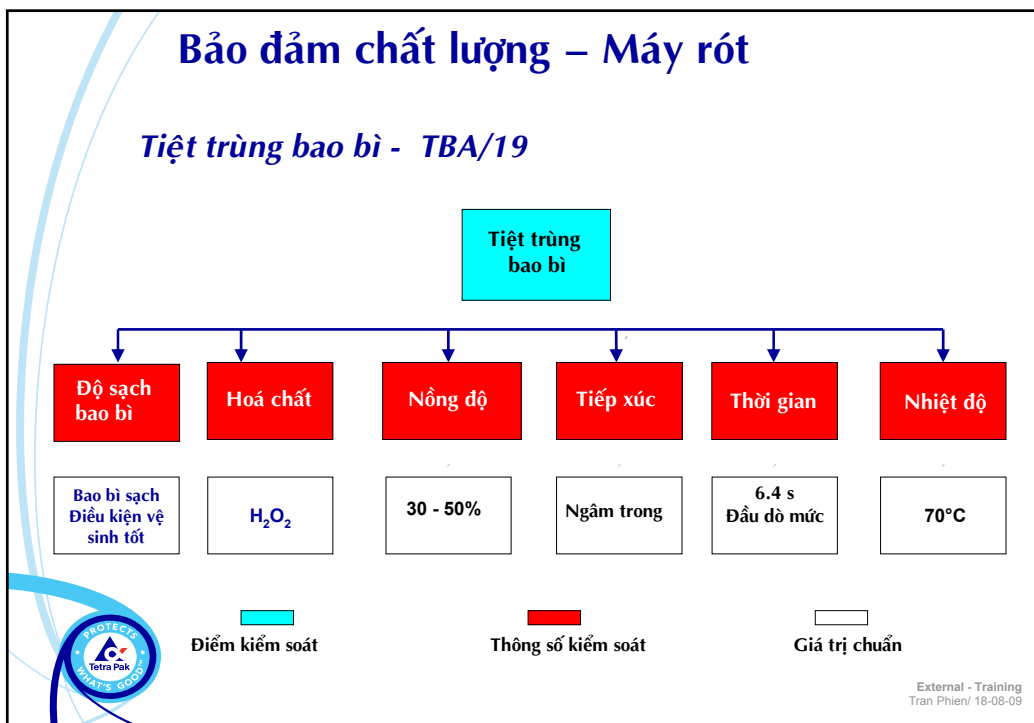 Bảo đảm chất lượng – Máy rót
Tiệt trùng bao bì - TBA/19
Tiệt trùng
bao bì
Độ sạch
bao bì
Hoá chất
Nồng độ
Tiếp xúc
Thời gian
Nhiệt độ
Bao bì sạch
Điều kiện vệ
sinh tốt
H₂O₂
30 - 50%
Ngâm trong
6.4 s
Đầu dò mức
70°C
Điểm kiểm soát
Thông số kiểm soát
Giá trị chuẩn
PROTECTS
Tetra Pak
WHAT'S GOOD™
External - Training
Tran Phien/ 18-08-09